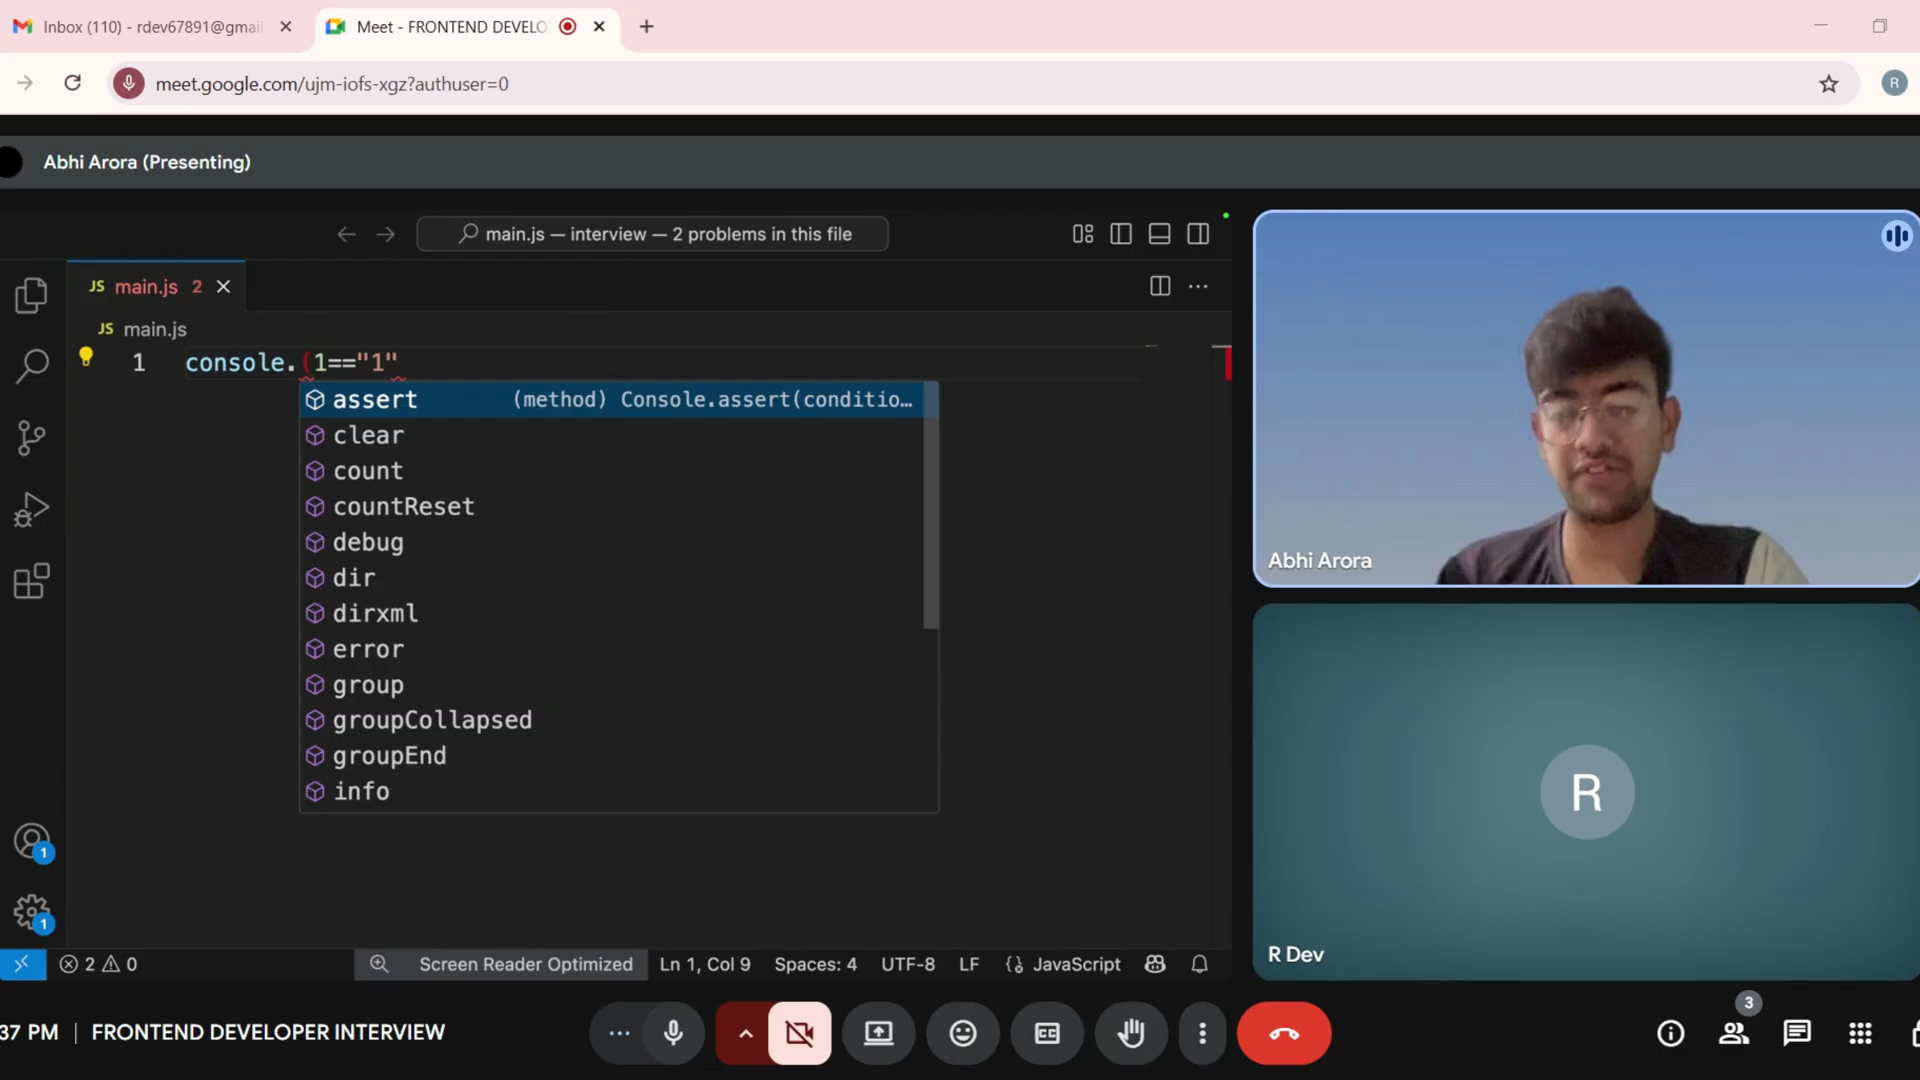 Inbox (110) - rdev67891@gmai
Meet - FRONTEND DEVELO
meet.google.com/ujm-iofs-xgz?authuser=0
R
Abhi Arora (Presenting)
main.js — interview — 2 problems in this file
JS main.js 2
JS main.js
1 console.(1=="1"
assert (method) Console.assert(conditio…
clear
count
countReset
debug
dir
dirxml
error
group
groupCollapsed
groupEnd
info
1
1
2 0 Screen Reader Optimized Ln 1, Col 9 Spaces: 4 UTF-8 LF JavaScript
Abhi Arora
R
R Dev
37 PM | FRONTEND DEVELOPER INTERVIEW
CC
3